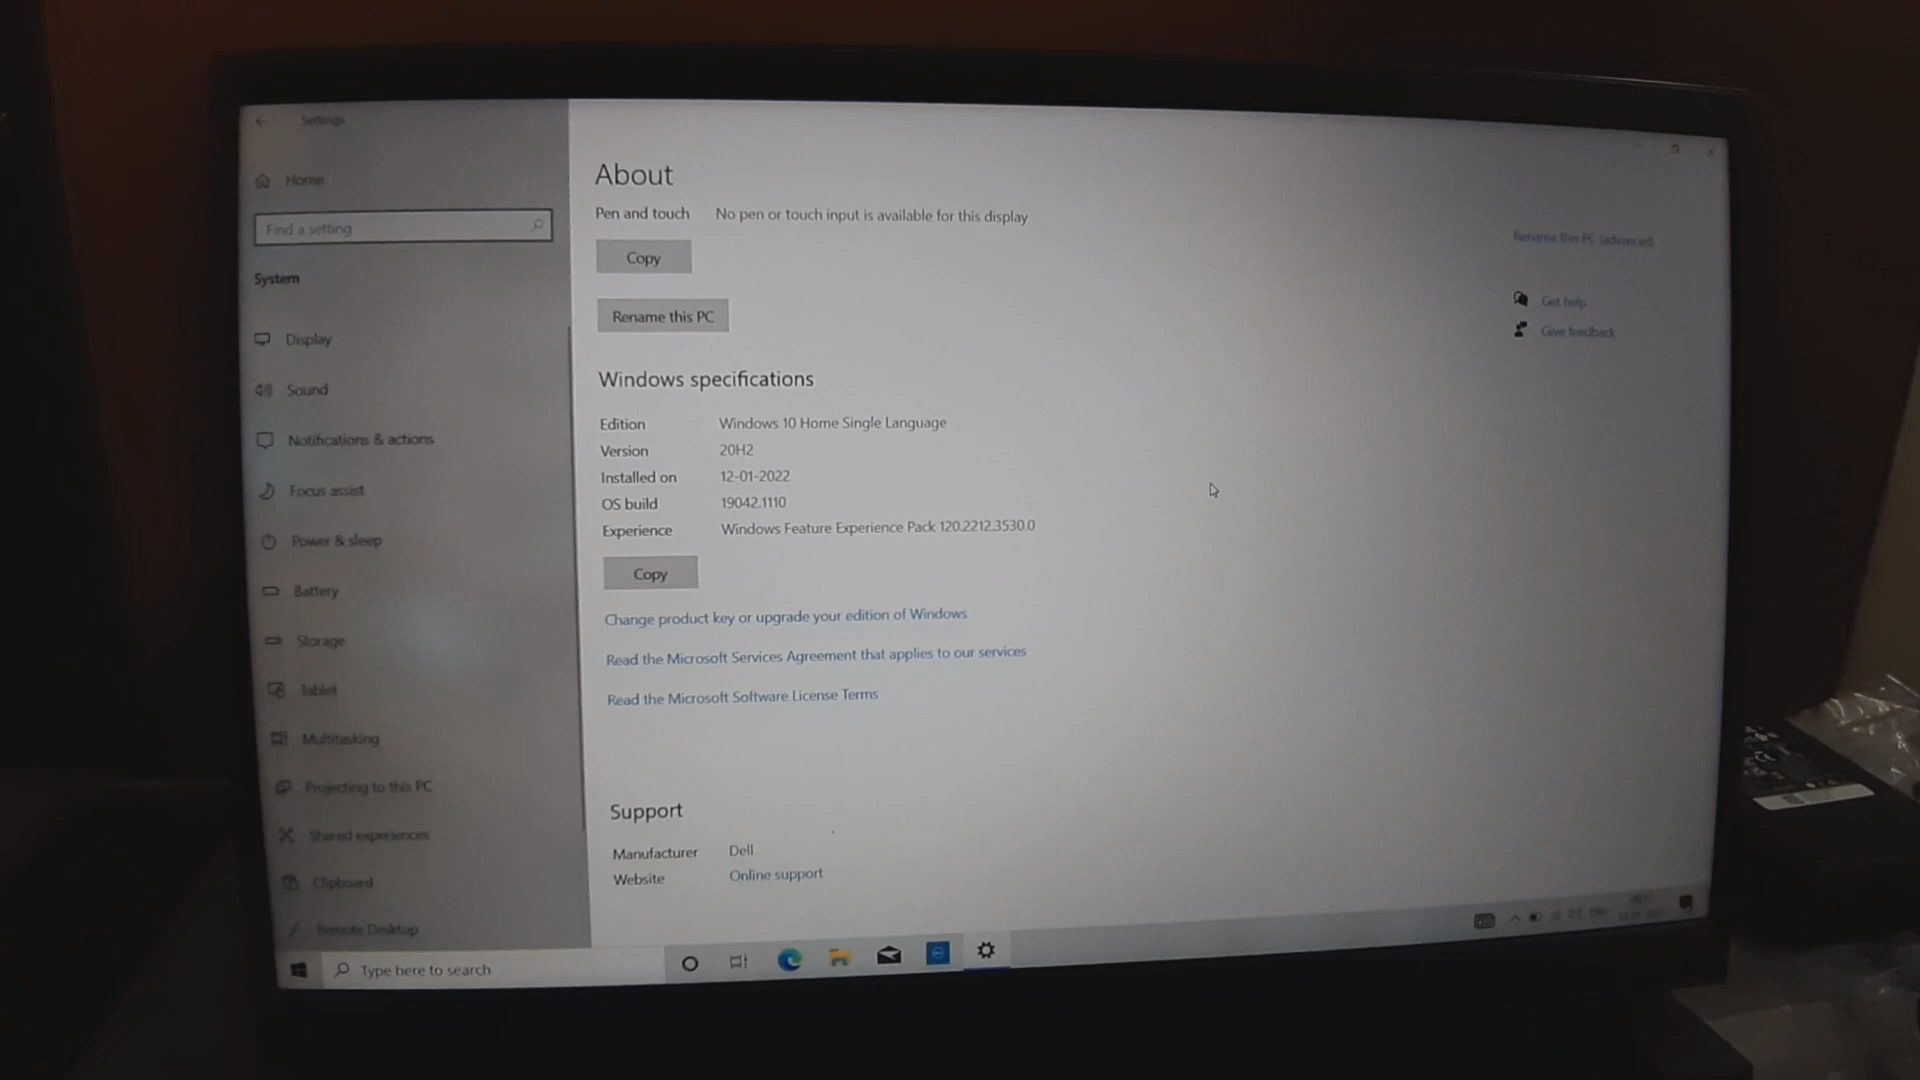 Settings
Home
Find a setting
System
Display
Sound
Notifications & actions
Focus assist
Power & sleep
Battery
Storage
Tablet
Multitasking
Projecting to this PC
Shared experiences
Clipboard
Remote Desktop
About
Pen and touch No pen or touch input is available for this display
Copy
Rename this PC
Windows specifications
Edition Windows 10 Home Single Language
Version 20H2
Installed on 12-01-2022
OS build 19042.1110
Experience Windows Feature Experience Pack 120.2212.3530.0
Copy
Change product key or upgrade your edition of Windows
Read the Microsoft Services Agreement that applies to our services
Read the Microsoft Software License Terms
Support
Manufacturer Dell
Website Online support
Rename this PC (advanced)
Get help
Give feedback
Type here to search
ENG